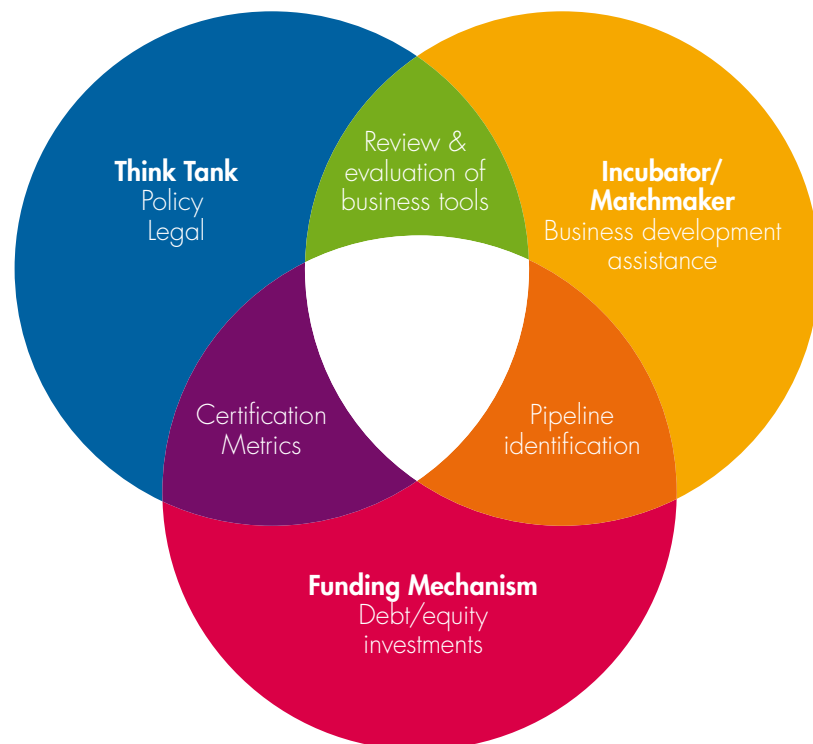 Think Tank
Policy
Legal
Review &
evaluation of
business tools
Incubator/
Matchmaker
Business development
assistance
Certification
Metrics
Pipeline
identification
Funding Mechanism
Debt/equity
investments